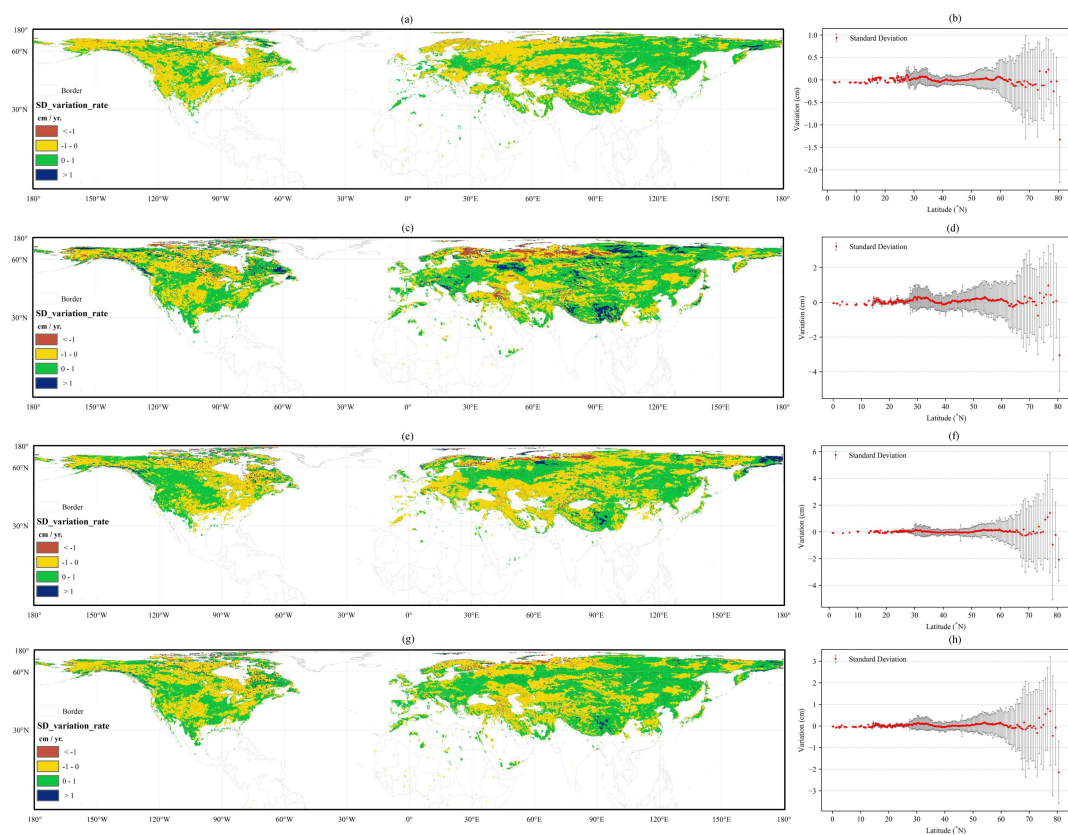 (a)
180°
60°N
30°N
Border
SD_variation_rate
cm / yr.
< -1
-1 - 0
0 - 1
> 1
180° 150°W 120°W 90°W 60°W 30°W 0° 30°E 60°E 90°E 120°E 150°E 180°
(b)
Standard Deviation
Variation (cm)
1.0
0.5
0.0
−0.5
−1.0
−1.5
−2.0
0 10 20 30 40 50 60 70 80
Latitude (°N)
(c)
180°
60°N
30°N
Border
SD_variation_rate
cm / yr.
< -1
-1 - 0
0 - 1
> 1
180° 150°W 120°W 90°W 60°W 30°W 0° 30°E 60°E 90°E 120°E 150°E 180°
(d)
Standard Deviation
Variation (cm)
2
0
−2
−4
0 10 20 30 40 50 60 70 80
Latitude (°N)
(e)
180°
60°N
30°N
Border
SD_variation_rate
cm / yr.
< -1
-1 - 0
0 - 1
> 1
180° 150°W 120°W 90°W 60°W 30°W 0° 30°E 60°E 90°E 120°E 150°E 180°
(f)
Standard Deviation
Variation (cm)
6
4
2
0
−2
−4
0 10 20 30 40 50 60 70 80
Latitude (°N)
(g)
180°
60°N
30°N
Border
SD_variation_rate
cm / yr.
< -1
-1 - 0
0 - 1
> 1
180° 150°W 120°W 90°W 60°W 30°W 0° 30°E 60°E 90°E 120°E 150°E 180°
(h)
Standard Deviation
Variation (cm)
3
2
1
0
−1
−2
−3
0 10 20 30 40 50 60 70 80
Latitude (°N)